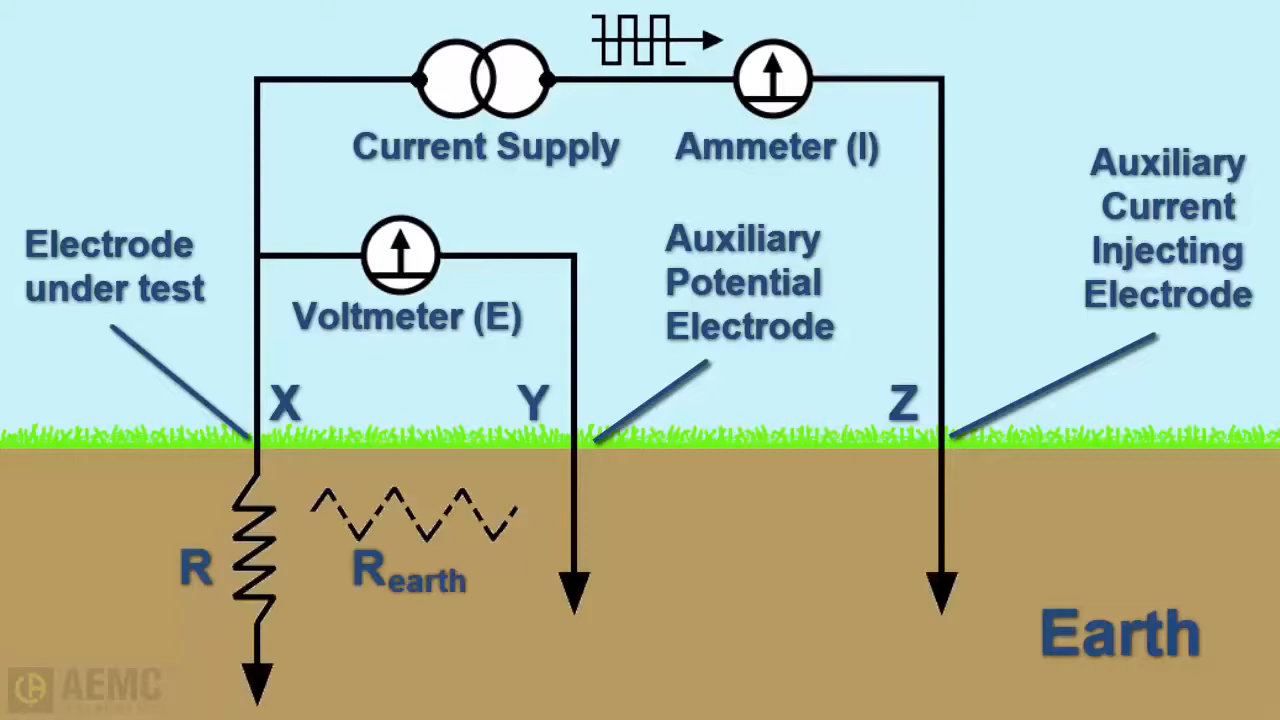 Current Supply
Ammeter (I)
Auxiliary
Current
Injecting
Electrode
Electrode
under test
Auxiliary
Potential
Electrode
Voltmeter (E)
X
Y
Z
R
Rearth
Earth
AEMC